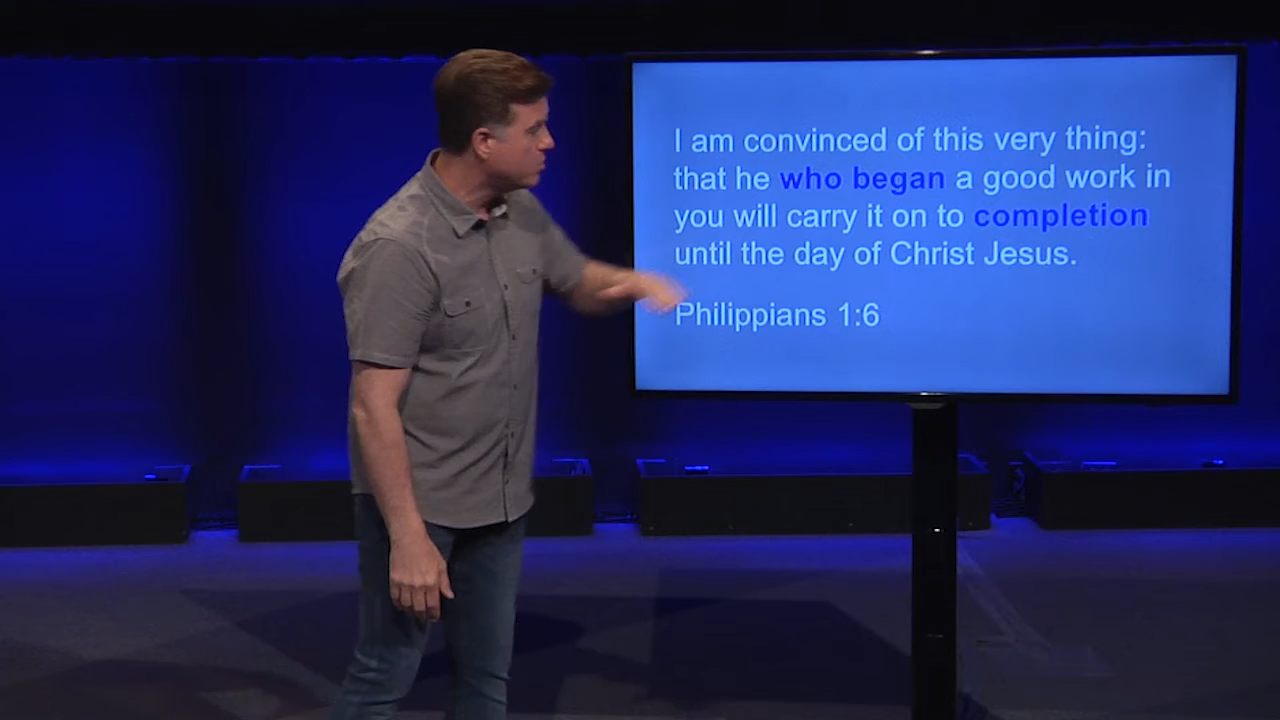 I am convinced of this very thing:
that he who began a good work in
you will carry it on to completion
until the day of Christ Jesus.
Philippians 1:6